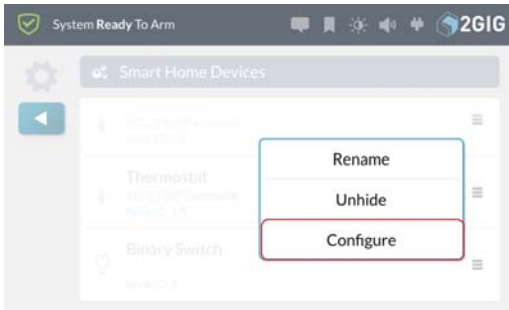 System Ready To Arm
2GIG
Smart Home Devices
Rename
Thermostat
Unhide
Configure
Binary Switch